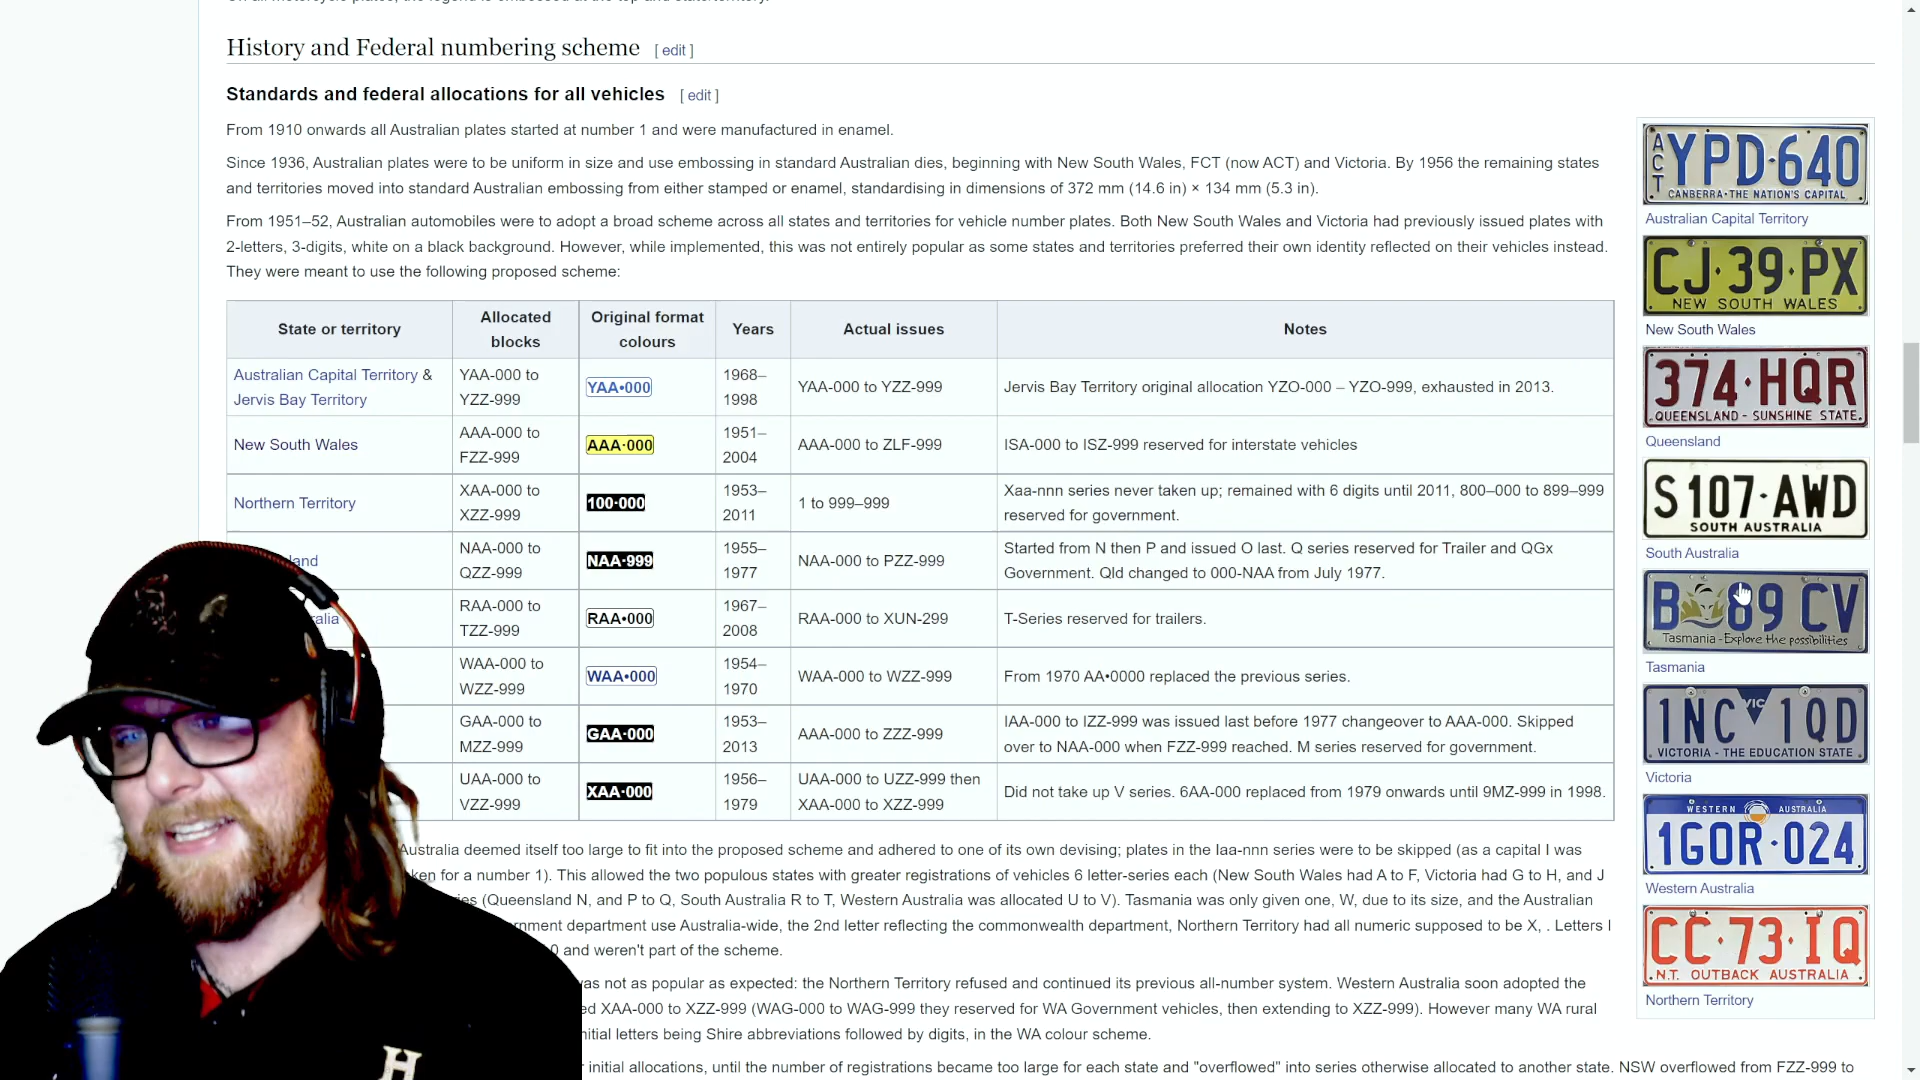 History and Federal numbering scheme [ edit ]
Standards and federal allocations for all vehicles [ edit ]
From 1910 onwards all Australian plates started at number 1 and were manufactured in enamel.
Since 1936, Australian plates were to be uniform in size and use embossing in standard Australian dies, beginning with New South Wales, FCT (now ACT) and Victoria. By 1956 the remaining states
and territories moved into standard Australian embossing from either stamped or enamel, standardising in dimensions of 372 mm (14.6 in) × 134 mm (5.3 in).
From 1951–52, Australian automobiles were to adopt a broad scheme across all states and territories for vehicle number plates. Both New South Wales and Victoria had previously issued plates with
2-letters, 3-digits, white on a black background. However, while implemented, this was not entirely popular as some states and territories preferred their own identity reflected on their vehicles instead.
They were meant to use the following proposed scheme:
State or territory Allocated blocks Original format colours Years Actual issues Notes
Australian Capital Territory & Jervis Bay Territory YAA-000 to YZZ-999 YAA•000 1968–1998 YAA-000 to YZZ-999 Jervis Bay Territory original allocation YZO-000 – YZO-999, exhausted in 2013.
New South Wales AAA-000 to FZZ-999 AAA·000 1951–2004 AAA-000 to ZLF-999 ISA-000 to ISZ-999 reserved for interstate vehicles
Northern Territory XAA-000 to XZZ-999 100·000 1953–2011 1 to 999–999 Xaa-nnn series never taken up; remained with 6 digits until 2011, 800–000 to 899–999 reserved for government.
and NAA-000 to QZZ-999 NAA·999 1955–1977 NAA-000 to PZZ-999 Started from N then P and issued O last. Q series reserved for Trailer and QGx Government. Qld changed to 000-NAA from July 1977.
ralia RAA-000 to TZZ-999 RAA•000 1967–2008 RAA-000 to XUN-299 T-Series reserved for trailers.
WAA-000 to WZZ-999 WAA•000 1954–1970 WAA-000 to WZZ-999 From 1970 AA•0000 replaced the previous series.
GAA-000 to MZZ-999 GAA·000 1953–2013 AAA-000 to ZZZ-999 IAA-000 to IZZ-999 was issued last before 1977 changeover to AAA-000. Skipped over to NAA-000 when FZZ-999 reached. M series reserved for government.
UAA-000 to VZZ-999 XAA·000 1956–1979 UAA-000 to UZZ-999 then XAA-000 to XZZ-999 Did not take up V series. 6AA-000 replaced from 1979 onwards until 9MZ-999 in 1998.
Australia deemed itself too large to fit into the proposed scheme and adhered to one of its own devising; plates in the Iaa-nnn series were to be skipped (as a capital I was
ken for a number 1). This allowed the two populous states with greater registrations of vehicles 6 letter-series each (New South Wales had A to F, Victoria had G to H, and J
ies (Queensland N, and P to Q, South Australia R to T, Western Australia was allocated U to V). Tasmania was only given one, W, due to its size, and the Australian
rnment department use Australia-wide, the 2nd letter reflecting the commonwealth department, Northern Territory had all numeric supposed to be X, . Letters I
0 and weren't part of the scheme.
was not as popular as expected: the Northern Territory refused and continued its previous all-number system. Western Australia soon adopted the
ed XAA-000 to XZZ-999 (WAG-000 to WAG-999 they reserved for WA Government vehicles, then extending to XZZ-999). However many WA rural
nitial letters being Shire abbreviations followed by digits, in the WA colour scheme.
initial allocations, until the number of registrations became too large for each state and "overflowed" into series otherwise allocated to another state. NSW overflowed from FZZ-999 to
ACT YPD·640
CANBERRA·THE NATION'S CAPITAL
Australian Capital Territory
CJ·39·PX
NEW SOUTH WALES
New South Wales
374·HQR
QUEENSLAND - SUNSHINE STATE
Queensland
S107·AWD
SOUTH AUSTRALIA
South Australia
B 89 CV
Tasmania - Explore the possibilities
Tasmania
1NC VIC 1QD
VICTORIA - THE EDUCATION STATE
Victoria
WESTERN AUSTRALIA
1GOR·024
Western Australia
CC·73·IQ
N.T. OUTBACK AUSTRALIA
Northern Territory
H